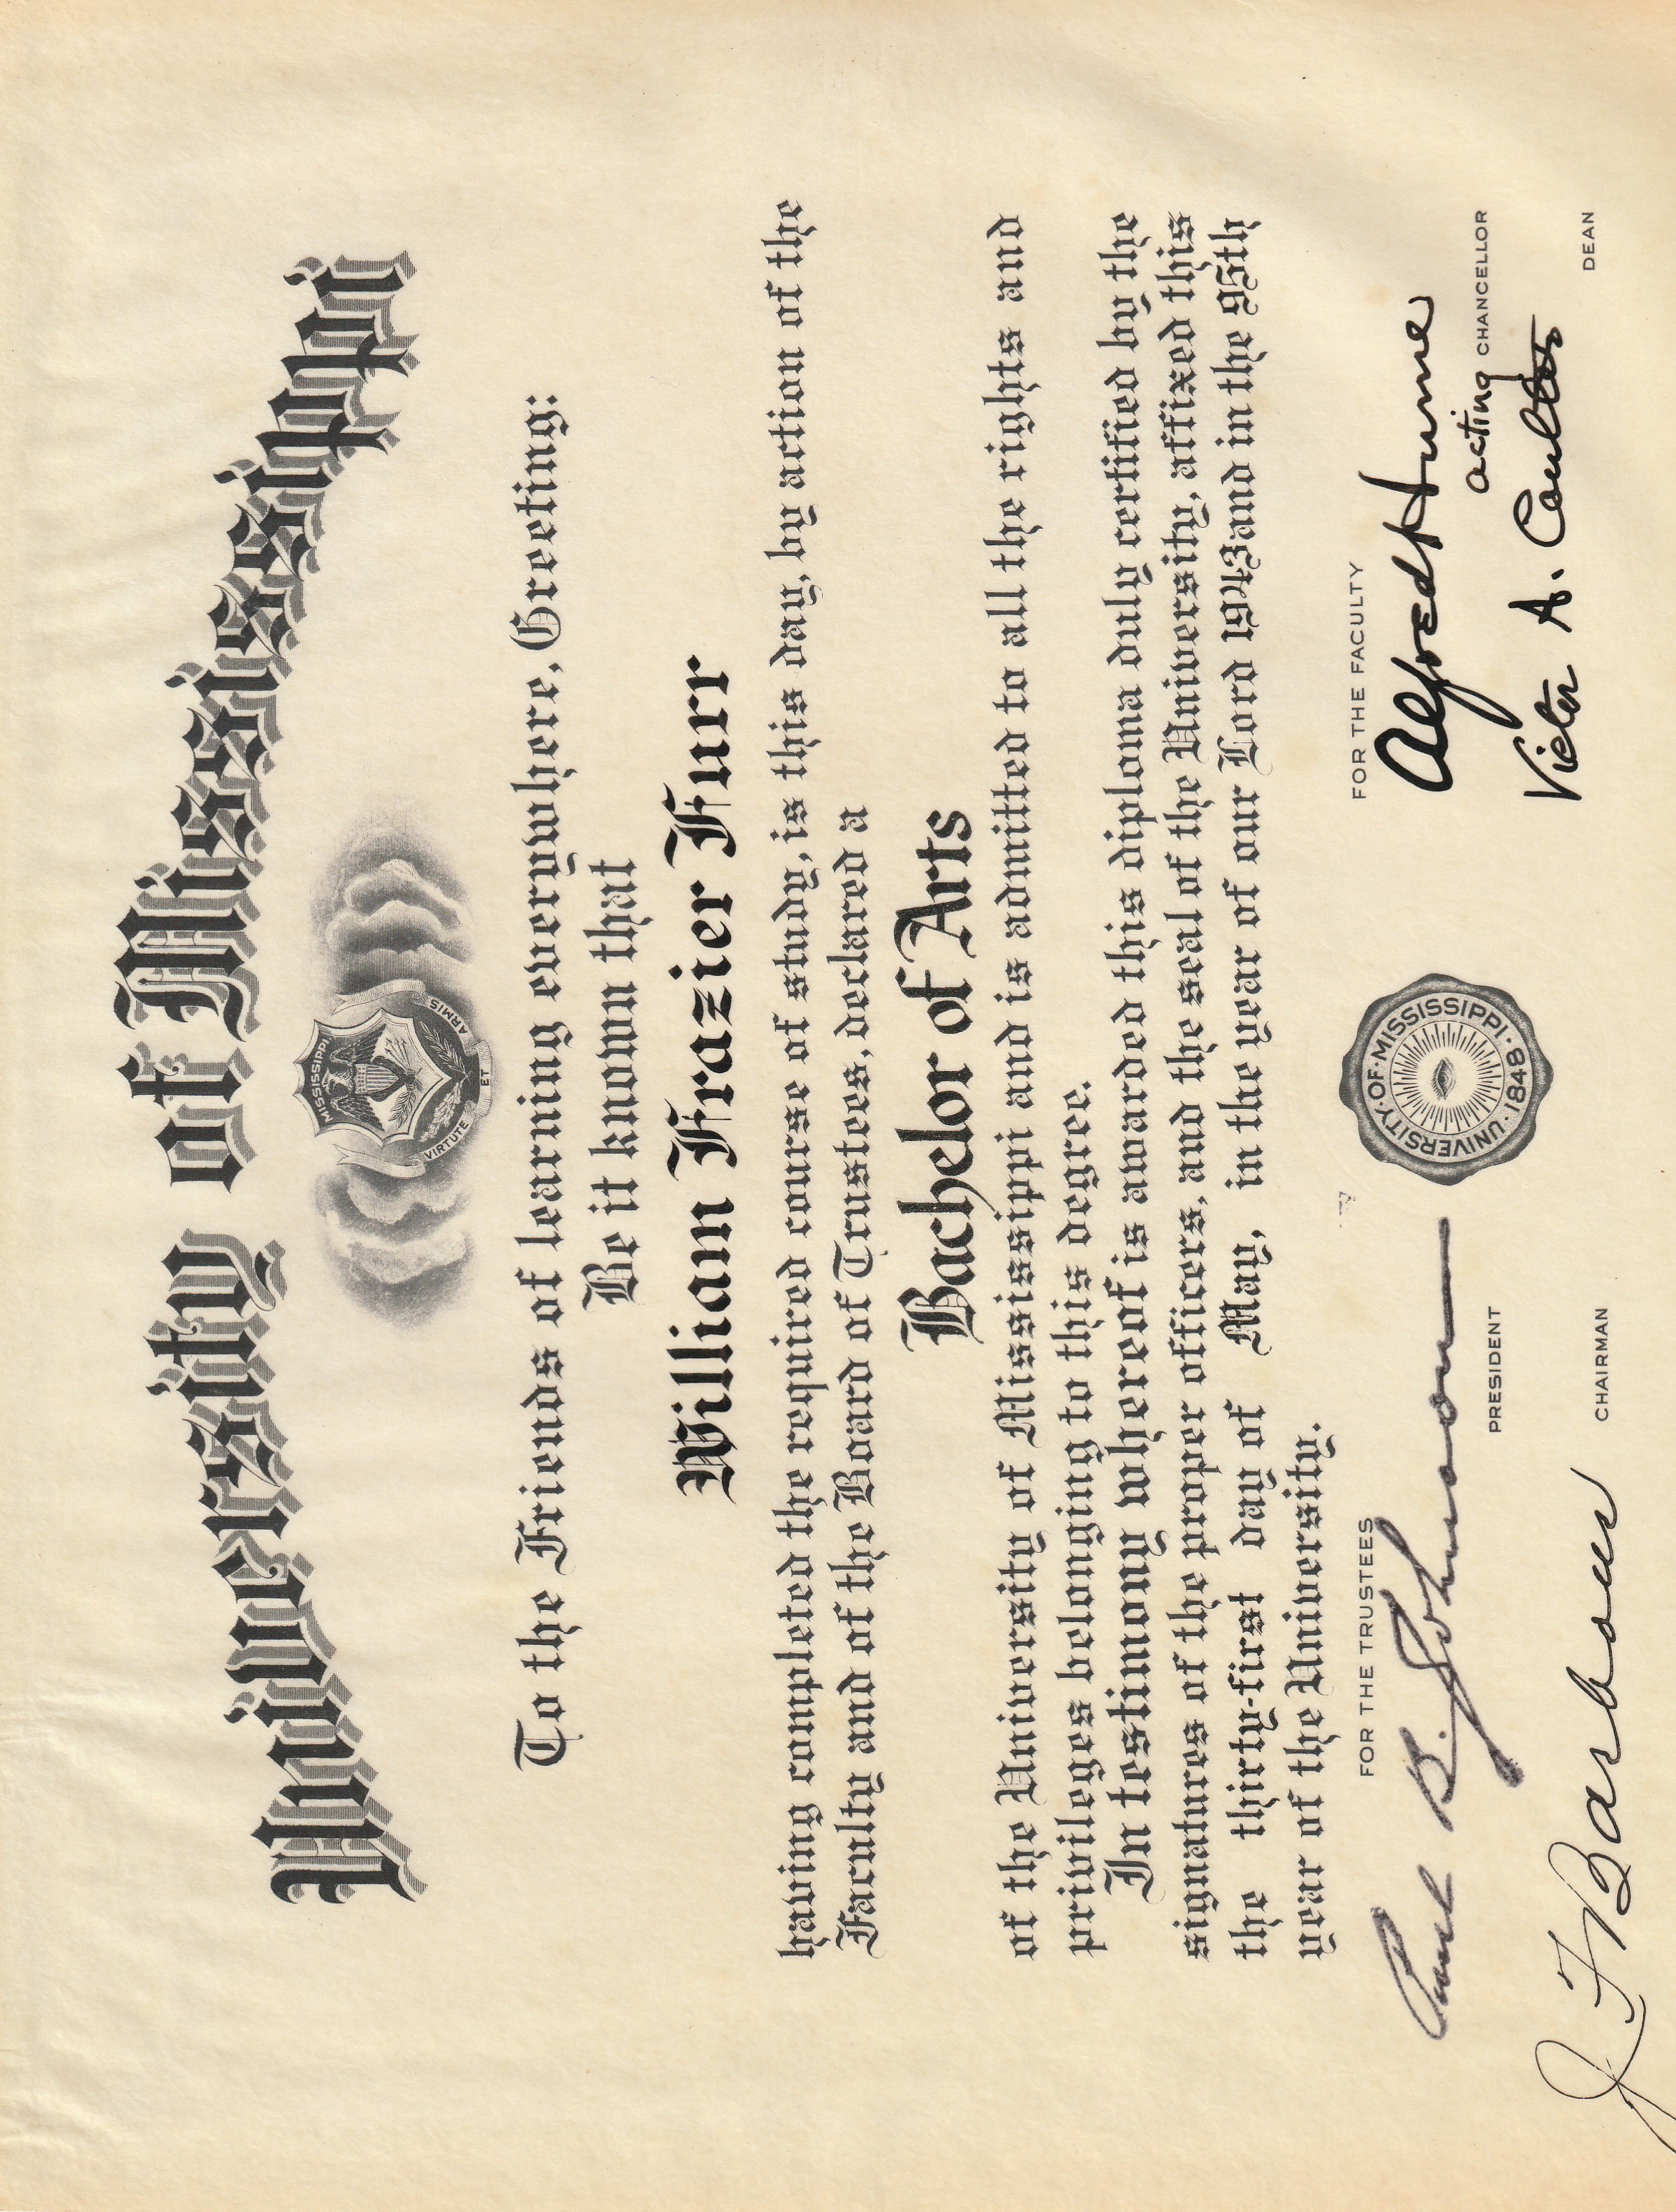 University of Mississippi
MISSISSIPPI
VIRTUTE ET ARMIS
To the Friends of learning everywhere, Greeting:
Be it known that
William Frazier Furr
having completed the required course of study, is this day, by action of the
Faculty and of the Board of Trustees, declared a
Bachelor of Arts
of the University of Mississippi and is admitted to all the rights and
privileges belonging to this degree.
In testimony whereof is awarded this diploma duly certified by the
signatures of the proper officers, and the seal of the University, affixed this
the thirty-first day of May, in the year of our Lord 1943 and in the 95th
year of the University.
FOR THE TRUSTEES
Paul B. Johnson
PRESIDENT
J F Barbour
CHAIRMAN
UNIVERSITY·OF·MISSISSIPPI·1848·
FOR THE FACULTY
Alfred Hume
acting CHANCELLOR
Victor A. Coulter
DEAN